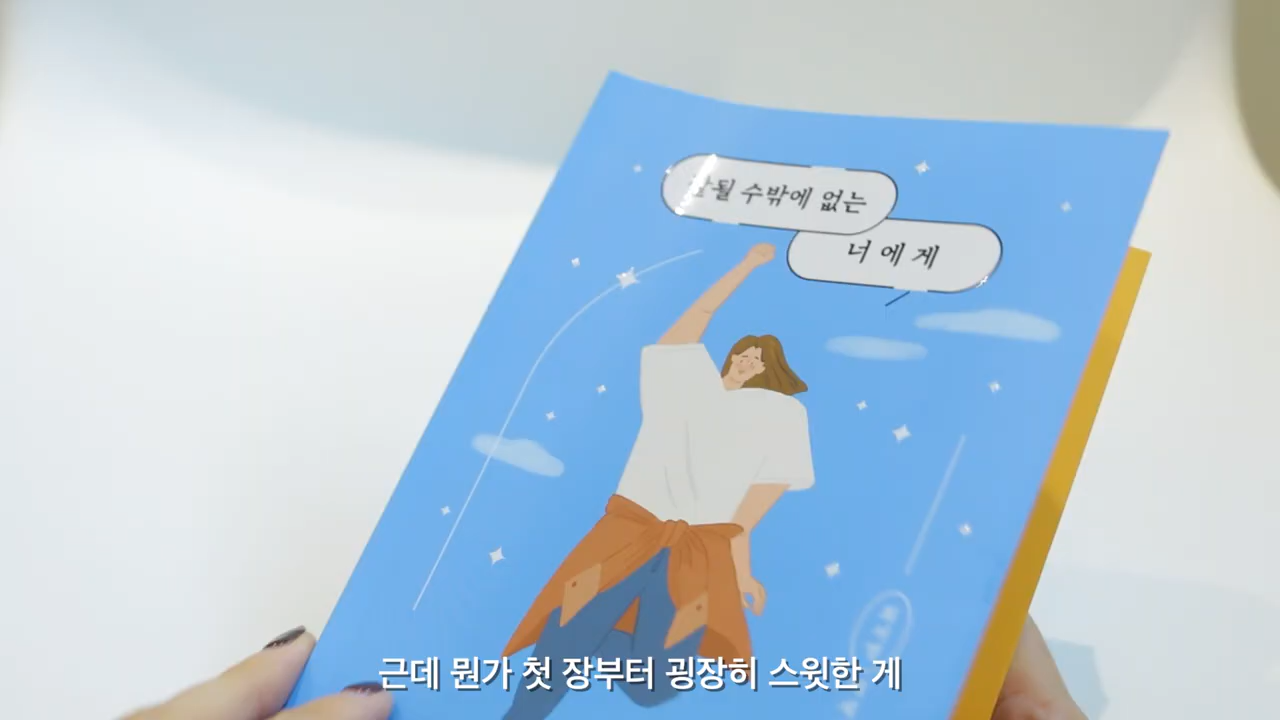 잘될 수밖에 없는
너에게
근데 뭔가 첫 장부터 굉장히 스윗한 게